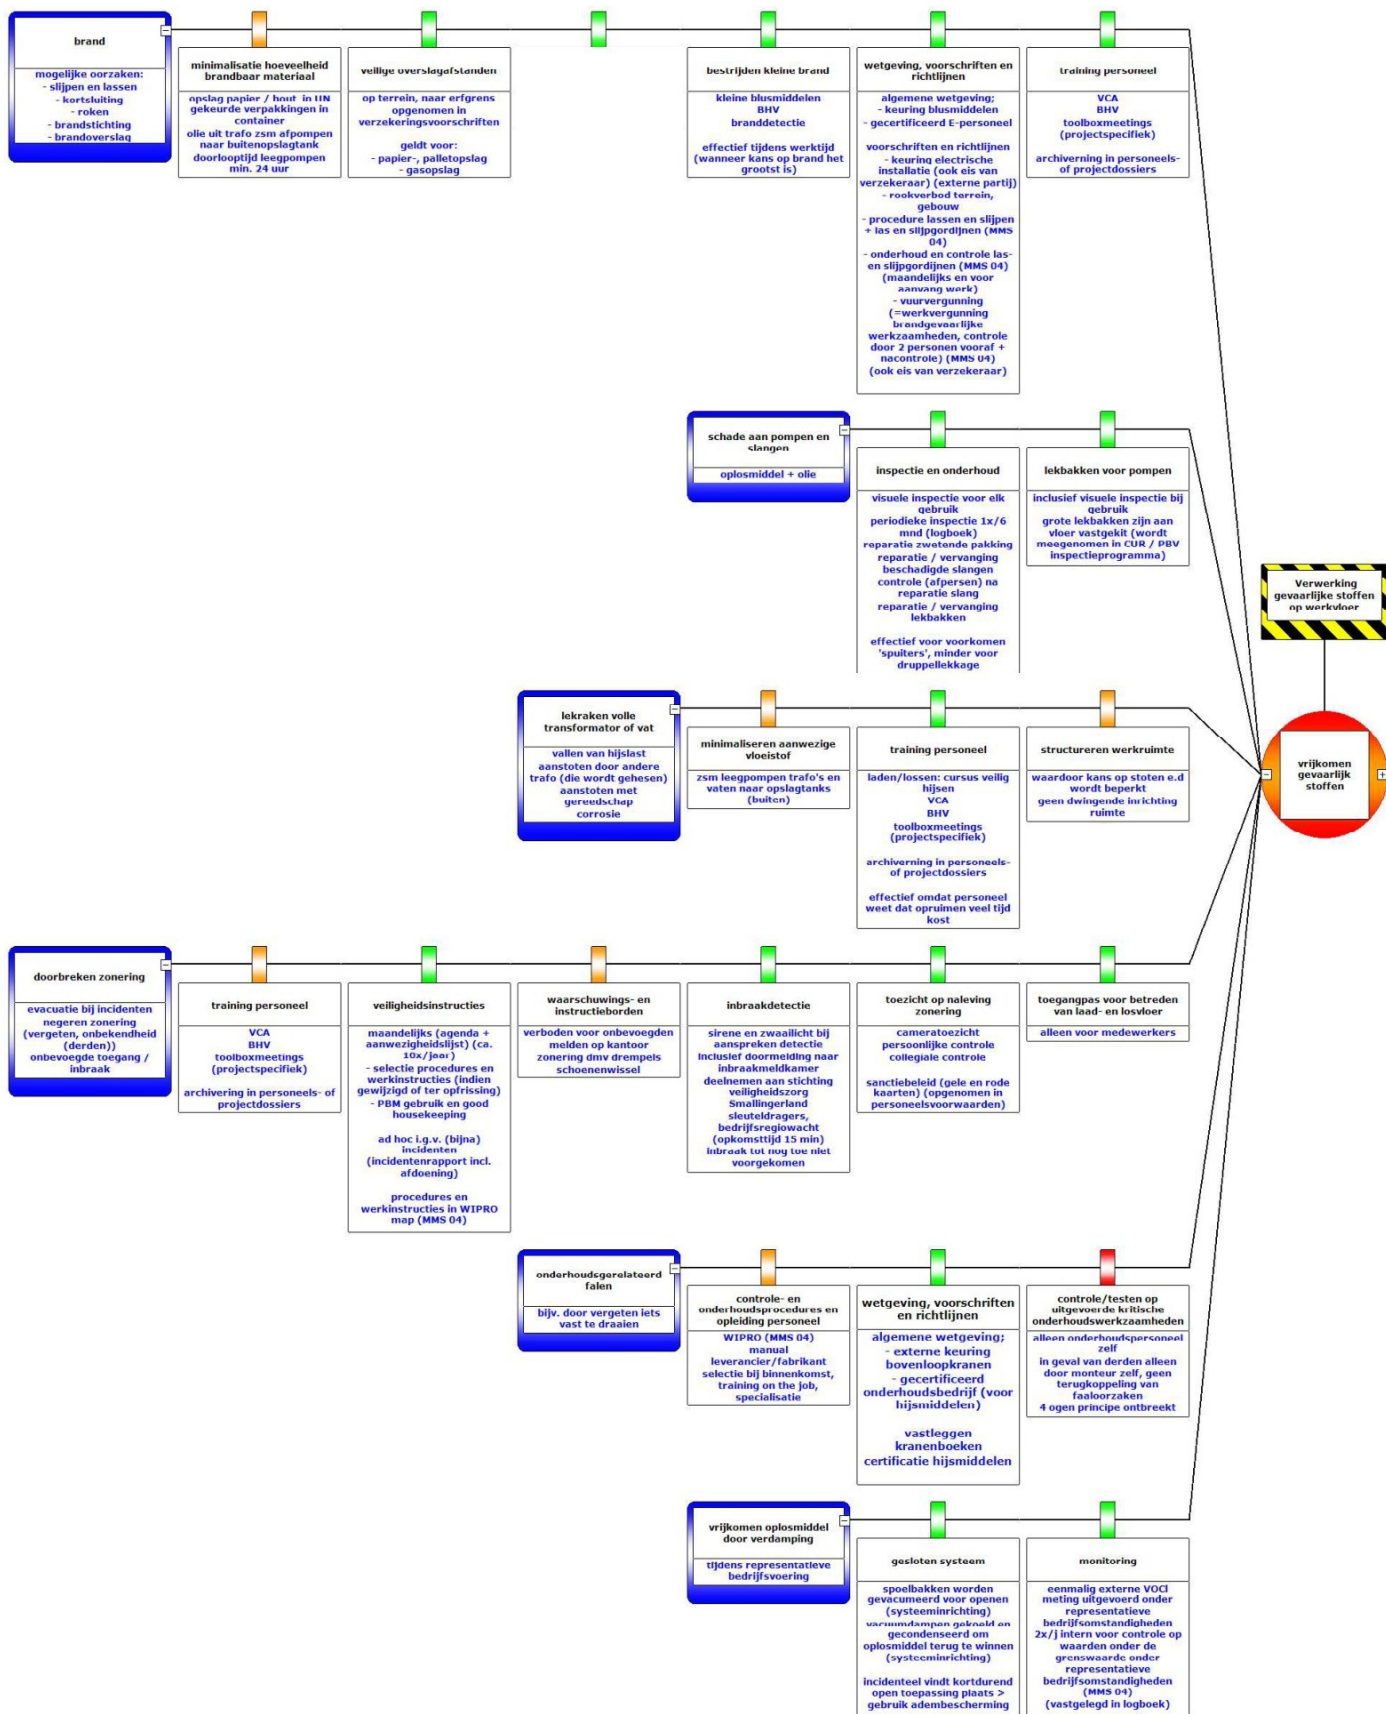 brand
mogelijke oorzaken:
- slijpen en lassen
- kortsluiting
- roken
- brandstichting
- brandoverslag
minimalisatie hoeveelheid
brandbaar materiaal
opslag papier / hout in UN
gekeurde verpakkingen in
container
olie uit trafo zsm afpompen
naar buitenopslagtank
doorlooptijd leegpompen
min. 24 uur
veilige overslagafstanden
op terrein, naar erfgrens
opgenomen in
verzekeringsvoorschriften
geldt voor:
- papier-, palletopslag
- gasopslag
bestrijden kleine brand
kleine blusmiddelen
BHV
branddetectie
effectief tijdens werktijd
(wanneer kans op brand het
grootst is)
wetgeving, voorschriften en
richtlijnen
algemene wetgeving;
- keuring blusmiddelen
- gecertificeerd E-personeel
voorschriften en richtlijnen
- keuring electrische
installatie (ook eis van
verzekeraar) (externe partij)
- rookverbod terrein,
gebouw
- procedure lassen en slijpen
+ las en slijpgordijnen (MMS
04)
- onderhoud en controle las-
en slijpgordijnen (MMS 04)
(maandelijks en voor
aanvang werk)
- vuurvergunning
(=werkvergunning
brandgevaarlijke
werkzaamheden, controle
door 2 personen vooraf +
nacontrole) (MMS 04)
(ook eis van verzekeraar)
training personeel
VCA
BHV
toolboxmeetings
(projectspecifiek)
archiverning in personeels-
of projectdossiers
schade aan pompen en
slangen
oplosmiddel + olie
inspectie en onderhoud
visuele inspectie voor elk
gebruik
periodieke inspectie 1x/6
mnd (logboek)
reparatie zwetende pakking
reparatie / vervanging
beschadigde slangen
controle (afpersen) na
reparatie slang
reparatie / vervanging
lekbakken
effectief voor voorkomen
'spuiters', minder voor
druppellekkage
lekbakken voor pompen
inclusief visuele inspectie bij
gebruik
grote lekbakken zijn aan
vloer vastgekit (wordt
meegenomen in CUR / PBV
inspectieprogramma)
Verwerking
gevaarlijke stoffen
op werkvloer
vrijkomen
gevaarlijk
stoffen
lekraken volle
transformator of vat
vallen van hijslast
aanstoten door andere
trafo (die wordt gehesen)
aanstoten met
gereedschap
corrosie
minimaliseren aanwezige
vloeistof
zsm leegpompen trafo's en
vaten naar opslagtanks
(buiten)
training personeel
laden/lossen: cursus veilig
hijsen
VCA
BHV
toolboxmeetings
(projectspecifiek)
archiverning in personeels-
of projectdossiers
effectief omdat personeel
weet dat opruimen veel tijd
kost
structureren werkruimte
waardoor kans op stoten e.d
wordt beperkt
geen dwingende inrichting
ruimte
doorbreken zonering
evacuatie bij incidenten
negeren zonering
(vergeten, onbekendheid
(derden))
onbevoegde toegang /
inbraak
training personeel
VCA
BHV
toolboxmeetings
(projectspecifiek)
archivering in personeels- of
projectdossiers
veiligheidsinstructies
maandelijks (agenda +
aanwezigheidslijst) (ca.
10x/jaar)
- selectie procedures en
werkinstructies (indien
gewijzigd of ter opfrissing)
- PBM gebruik en good
housekeeping
ad hoc i.g.v. (bijna)
incidenten
(incidentenrapport incl.
afdoening)
procedures en
werkinstructies in WIPRO
map (MMS 04)
waarschuwings- en
instructieborden
verboden voor onbevoegden
melden op kantoor
zonering dmv drempels
schoenenwissel
inbraakdetectie
sirene en zwaailicht bij
aanspreken detectie
inclusief doormelding naar
inbraakmeldkamer
deelnemen aan stichting
veiligheidszorg
Smallingerland
sleuteldragers,
bedrijfsregiowacht
(opkomsttijd 15 min)
inbraak tot nog toe niet
voorgekomen
toezicht op naleving
zonering
cameratoezicht
persoonlijke controle
collegiale controle
sanctiebeleid (gele en rode
kaarten) (opgenomen in
personeelsvoorwaarden)
toegangpas voor betreden
van laad- en losvloer
alleen voor medewerkers
onderhoudsgerelateerd
falen
bijv. door vergeten iets
vast te draaien
controle- en
onderhoudsprocedures en
opleiding personeel
WIPRO (MMS 04)
manual
leverancier/fabrikant
selectie bij binnenkomst,
training on the job,
specialisatie
wetgeving, voorschriften
en richtlijnen
algemene wetgeving;
- externe keuring
bovenloopkranen
- gecertificeerd
onderhoudsbedrijf (voor
hijsmiddelen)
vastleggen
kranenboeken
certificatie hijsmiddelen
controle/testen op
uitgevoerde kritische
onderhoudswerkzaamheden
alleen onderhoudspersoneel
zelf
in geval van derden alleen
door monteur zelf, geen
terugkoppeling van
faaloorzaken
4 ogen principe ontbreekt
vrijkomen oplosmiddel
door verdamping
tijdens representatieve
bedrijfsvoering
gesloten systeem
spoelbakken worden
gevacumeerd voor openen
(systeeminrichting)
vacuumdampen gekoeld en
gecondenseerd om
oplosmiddel terug te winnen
(systeeminrichting)
incidenteel vindt kortdurend
open toepassing plaats >
gebruik adembescherming
monitoring
eenmalig externe VOCl
meting uitgevoerd onder
representatieve
bedrijfsomstandigheden
2x/j intern voor controle op
waarden onder de
grenswaarde onder
representatieve
bedrijfsomstandigheden
(MMS 04)
(vastgelegd in logboek)